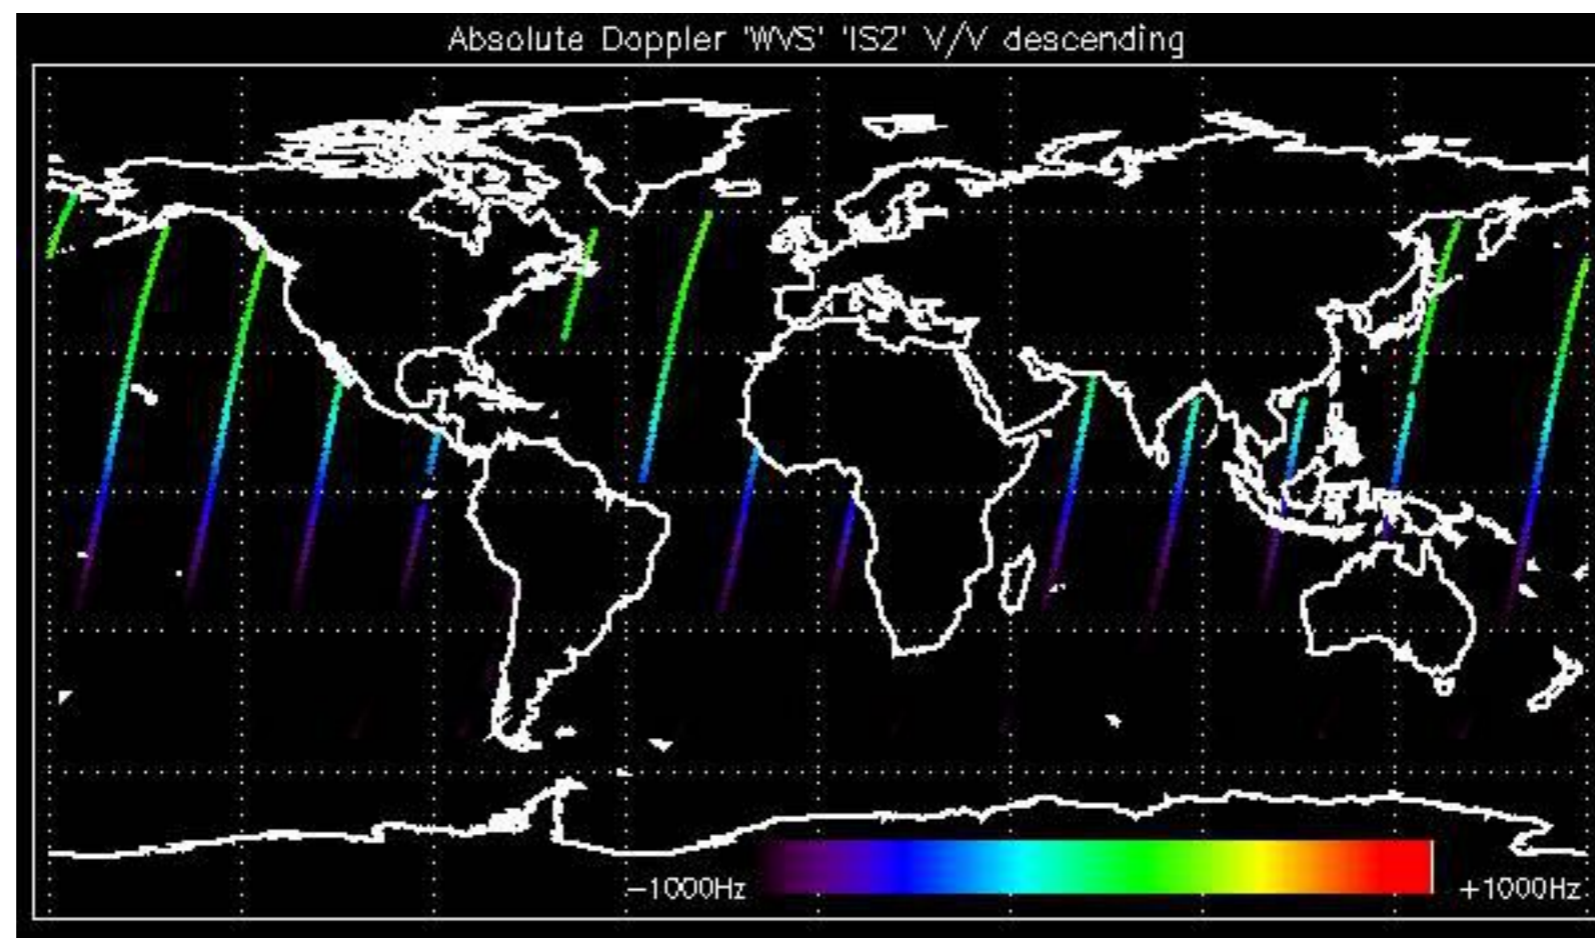 Absolute Doppler 'WVS' 'IS2' V/V descending
−1000Hz
+1000Hz